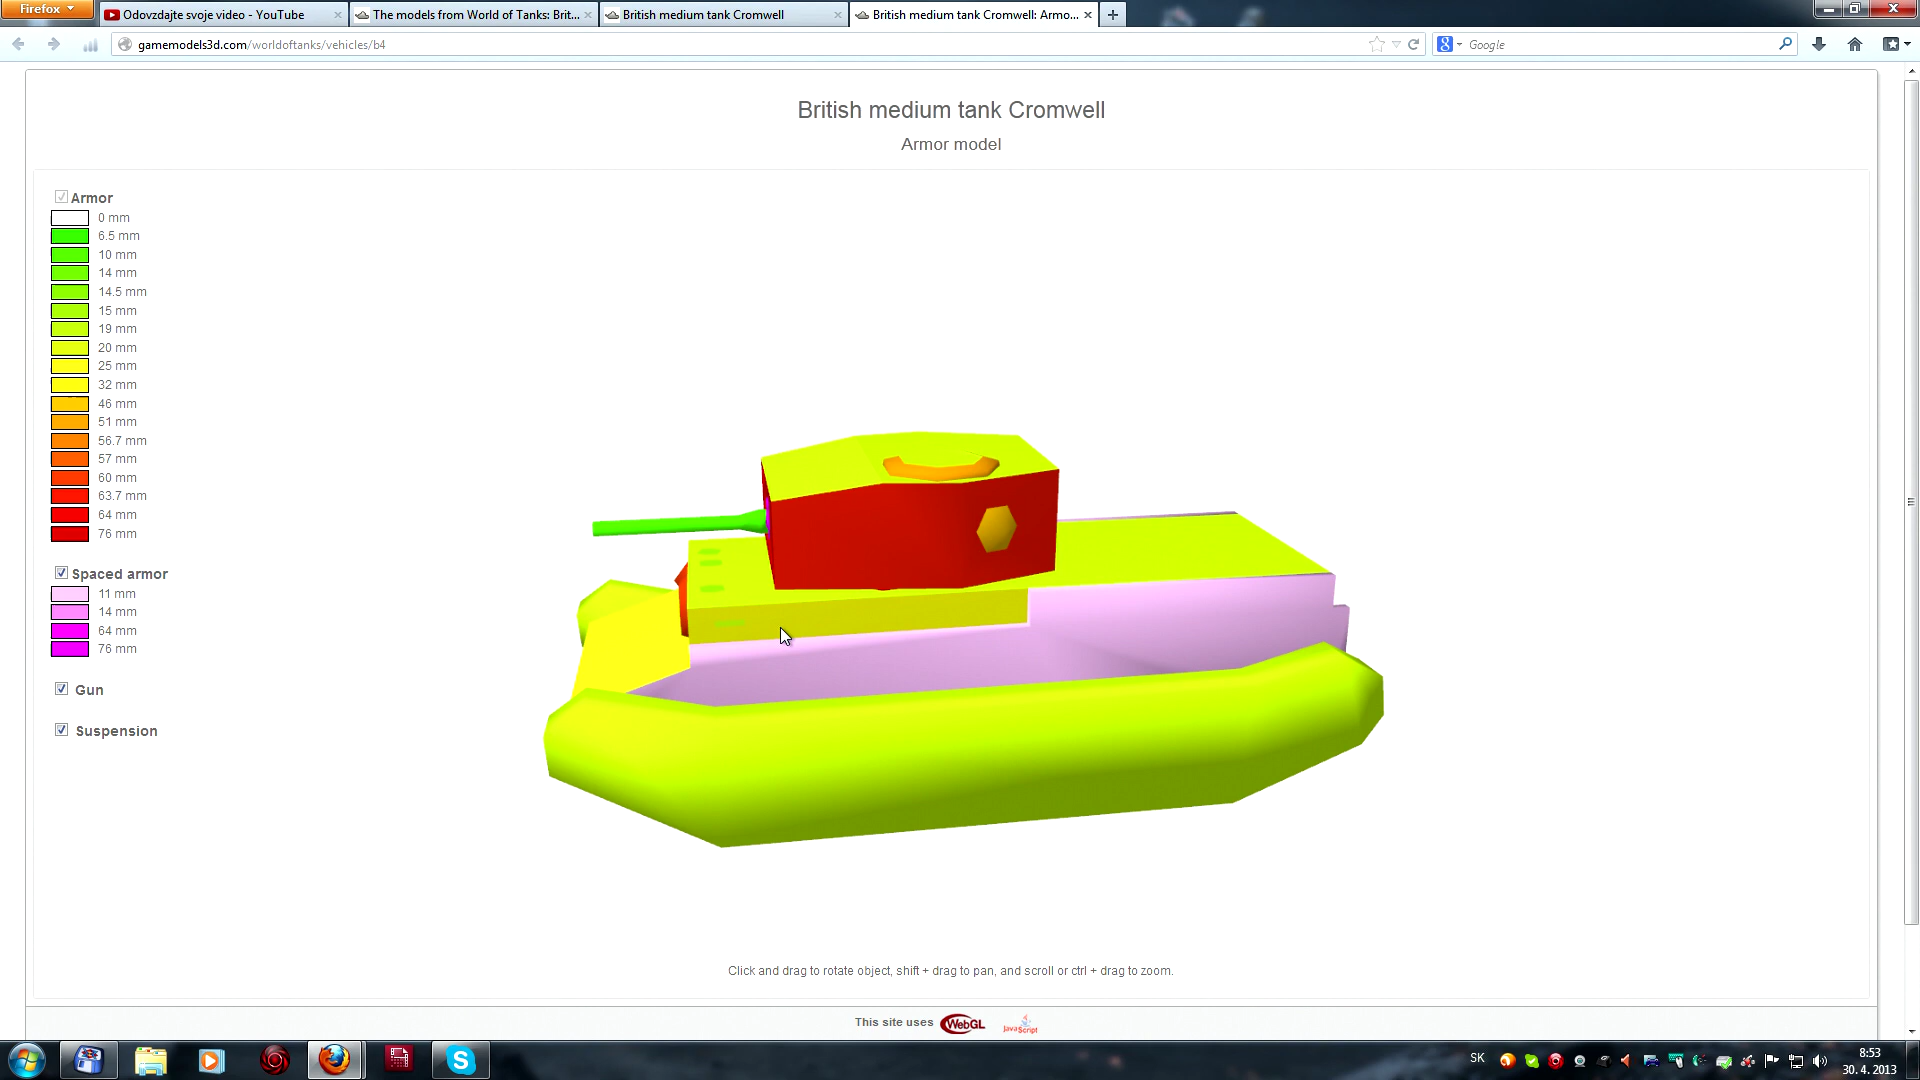 Firefox
Odovzdajte svoje video - YouTube
The models from World of Tanks: Brit...
British medium tank Cromwell
British medium tank Cromwell: Armo...
gamemodels3d.com/worldoftanks/vehicles/b4
Google
British medium tank Cromwell
Armor model
Armor
0 mm
6.5 mm
10 mm
14 mm
14.5 mm
15 mm
19 mm
20 mm
25 mm
32 mm
46 mm
51 mm
56.7 mm
57 mm
60 mm
63.7 mm
64 mm
76 mm
Spaced armor
11 mm
14 mm
64 mm
76 mm
Gun
Suspension
Click and drag to rotate object, shift + drag to pan, and scroll or ctrl + drag to zoom.
This site uses WebGL JavaScript
SK
8:53
30. 4. 2013